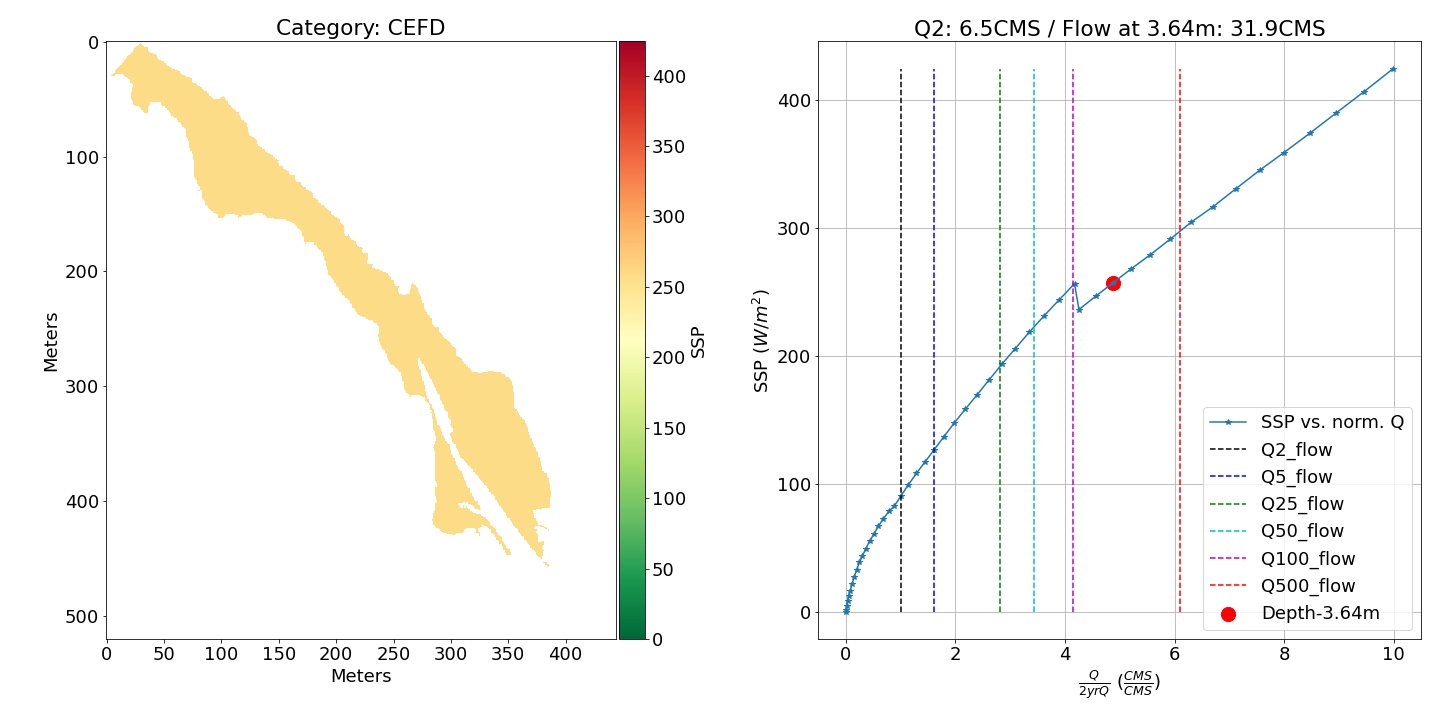 Category: CEFD
0
100
200
300
400
500
Meters
0
50
100
150
200
250
300
350
400
Meters
400
350
300
250
200
150
100
50
0
SSP
Q2: 6.5CMS / Flow at 3.64m: 31.9CMS
400
300
200
100
0
SSP (W/m²)
0
2
4
6
8
10
Q/2yrQ (CMS/CMS)
SSP vs. norm. Q
Q2_flow
Q5_flow
Q25_flow
Q50_flow
Q100_flow
Q500_flow
Depth-3.64m